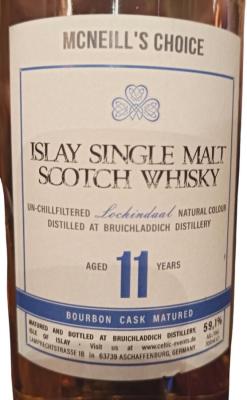 MCNEILL'S CHOICE
ISLAY SINGLE MALT
SCOTCH WHISKY
UN-CHILLFILTERED Lochindaal NATURAL COLOUR
DISTILLED AT BRUICHLADDICH DISTILLERY
AGED 11 YEARS
BOURBON CASK MATURED
MATURED AND BOTTLED AT BRUICHLADDICH DISTILLERY,
ISLE OF ISLAY · Visit us at www.celtic-events.de
LAMPRECHTSTRASSE 18 in 63739 ASCHAFFENBURG, GERMANY
59,1%